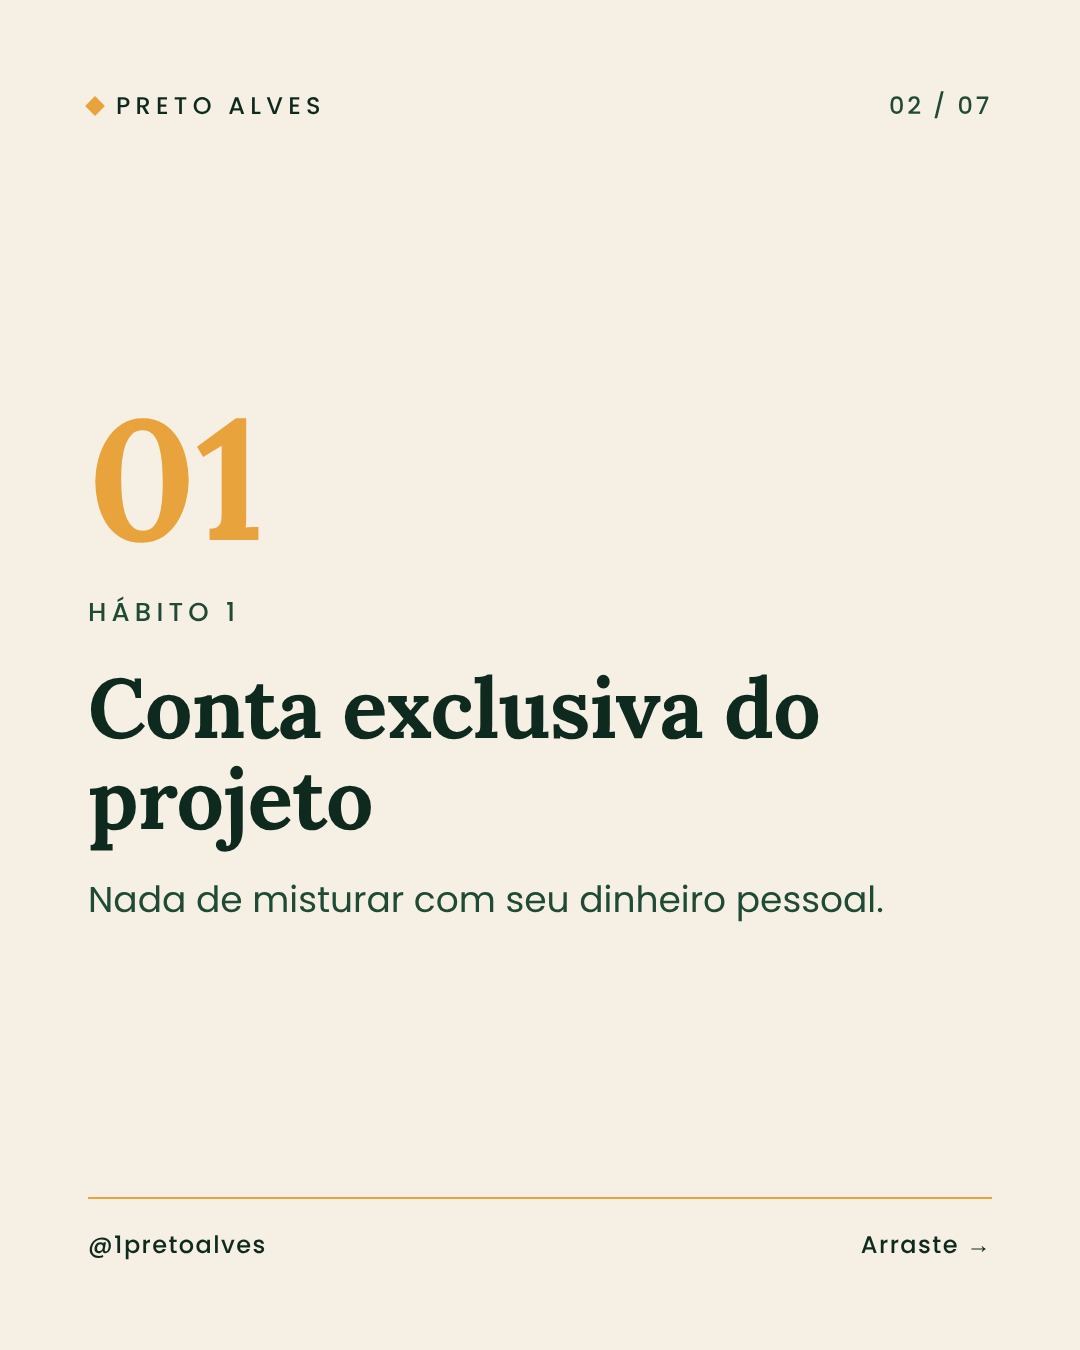 PRETO ALVES
02 / 07
01
HÁBITO 1
Conta exclusiva do
projeto
Nada de misturar com seu dinheiro pessoal.
@1pretoalves
Arraste →